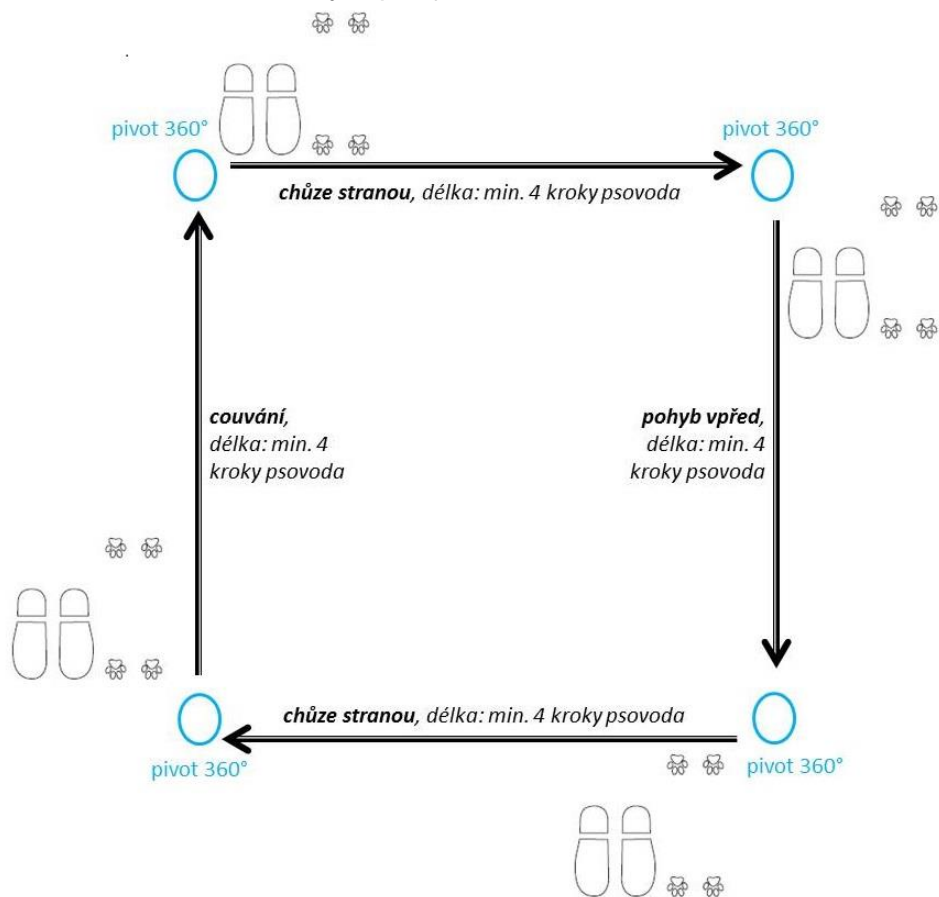 pivot 360°
pivot 360°
chůze stranou, délka: min. 4 kroky psovoda
couvání,
délka: min. 4
kroky psovoda
pohyb vpřed,
délka: min. 4
kroky psovoda
chůze stranou, délka: min. 4 kroky psovoda
pivot 360°
pivot 360°